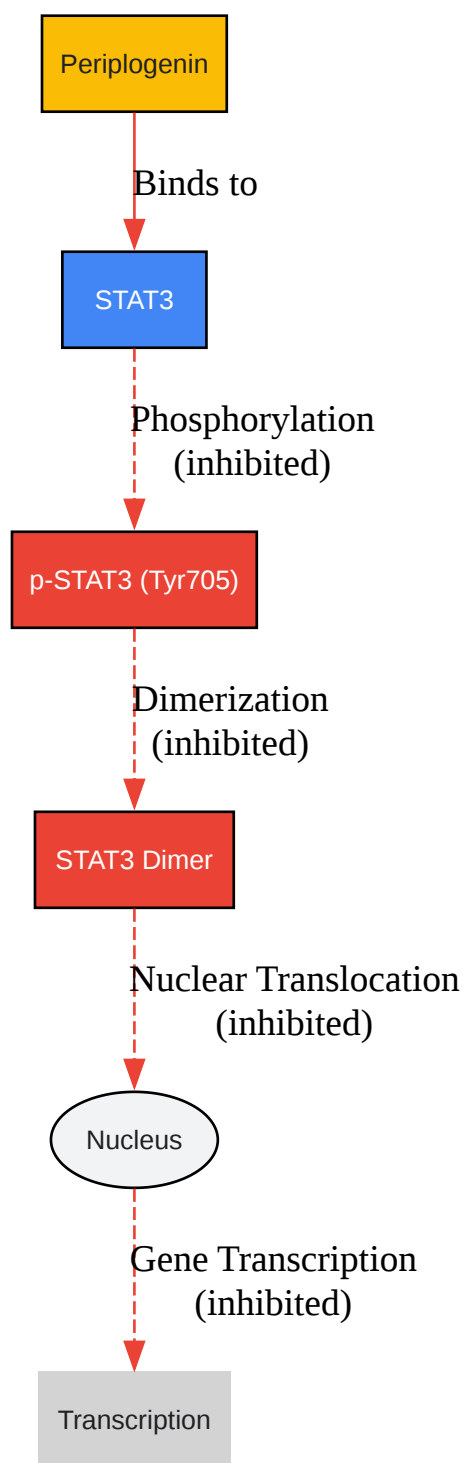 Periplogenin
Binds to
STAT3
Phosphorylation
(inhibited)
p-STAT3 (Tyr705)
Dimerization
(inhibited)
STAT3 Dimer
Nuclear Translocation
(inhibited)
Nucleus
Gene Transcription
(inhibited)
Transcription